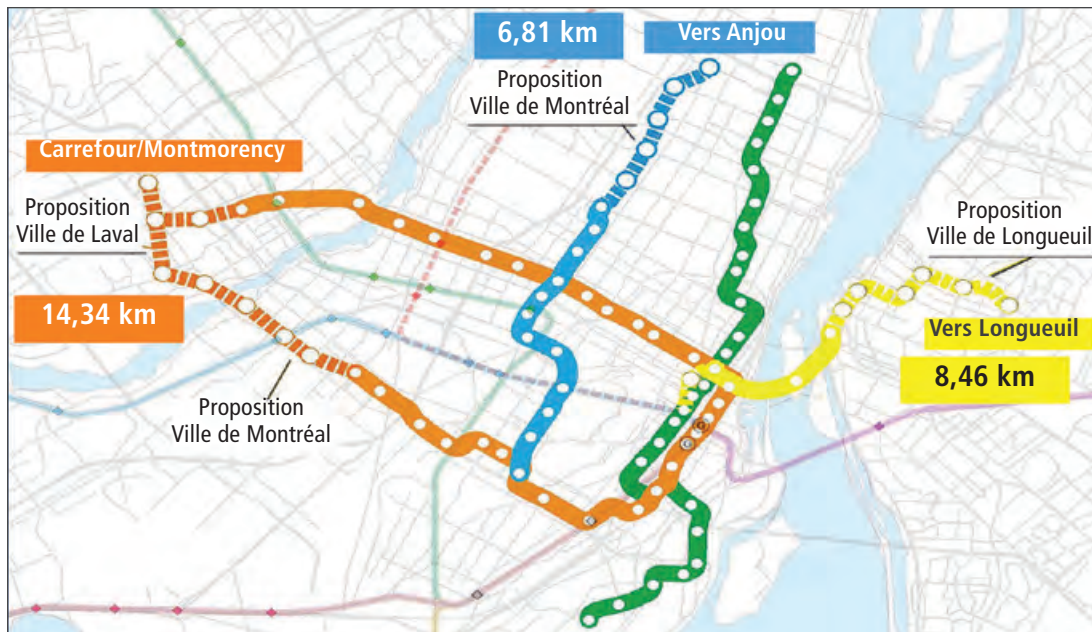 6,81 km
Vers Anjou
Proposition
Ville de Montréal
Carrefour/Montmorency
Proposition
Ville de Laval
Proposition
Ville de Longueuil
14,34 km
Vers Longueuil
8,46 km
Proposition
Ville de Montréal